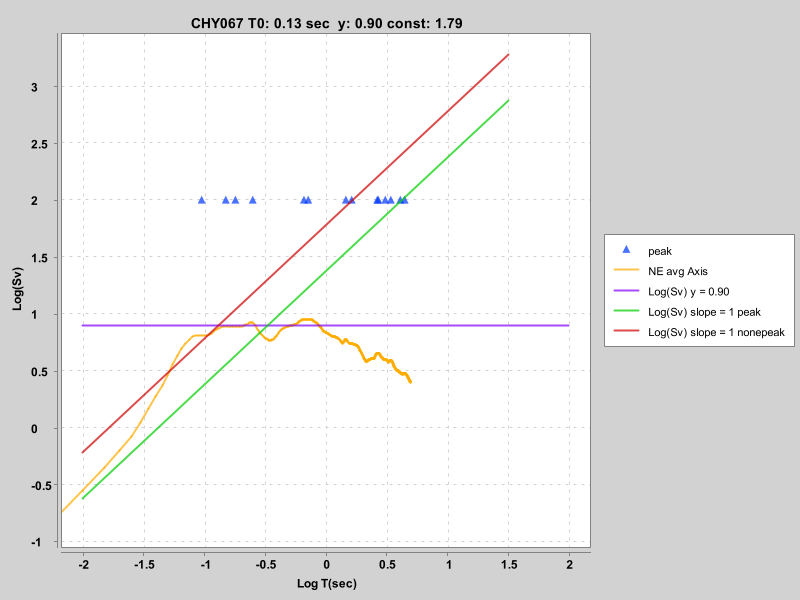 CHY067 T0: 0.13 sec  y: 0.90 const: 1.79
3
2.5
2
1.5
1
0.5
0
-0.5
-1
Log(Sv)
-2 -1.5 -1 -0.5 0 0.5 1 1.5 2
Log T(sec)
peak
NE avg Axis
Log(Sv) y = 0.90
Log(Sv) slope = 1 peak
Log(Sv) slope = 1 nonepeak